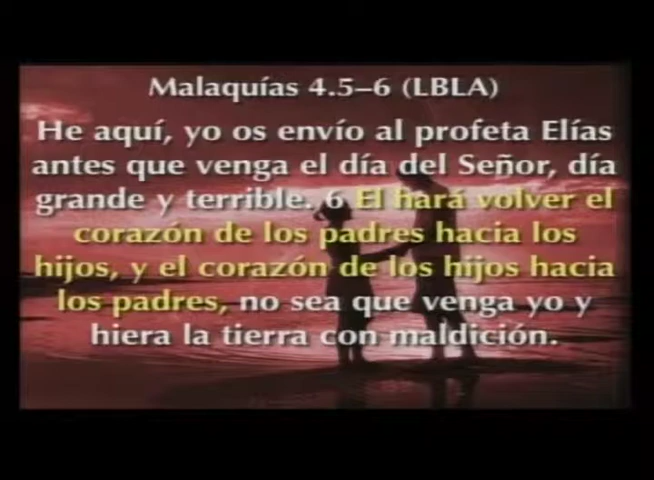 Malaquías 4.5–6 (LBLA)
He aquí, yo os envío al profeta Elías
antes que venga el día del Señor, día
grande y terrible. 6 El hará volver el
corazón de los padres hacia los
hijos, y el corazón de los hijos hacia
los padres, no sea que venga yo y
hiera la tierra con maldición.